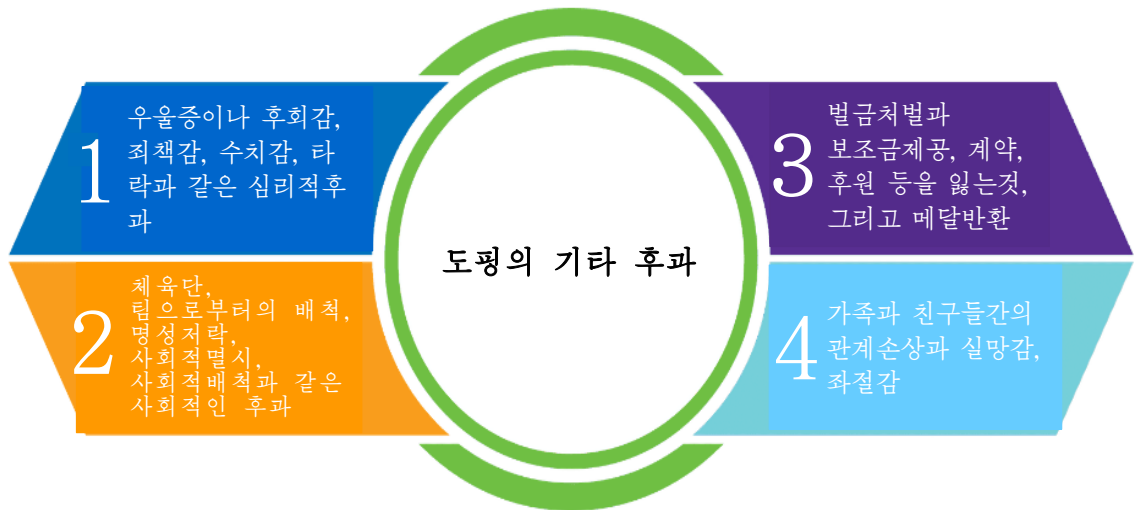 1
우울증이나 후회감,
죄책감, 수치감, 타
락과 같은 심리적후
과
2
체육단,
팀으로부터의 배척,
명성저락,
사회적멸시,
사회적배척과 같은
사회적인 후과
도핑의 기타 후과
3
벌금처벌과
보조금제공, 계약,
후원 등을 잃는것,
그리고 메달반환
4
가족과 친구들간의
관계손상과 실망감,
좌절감